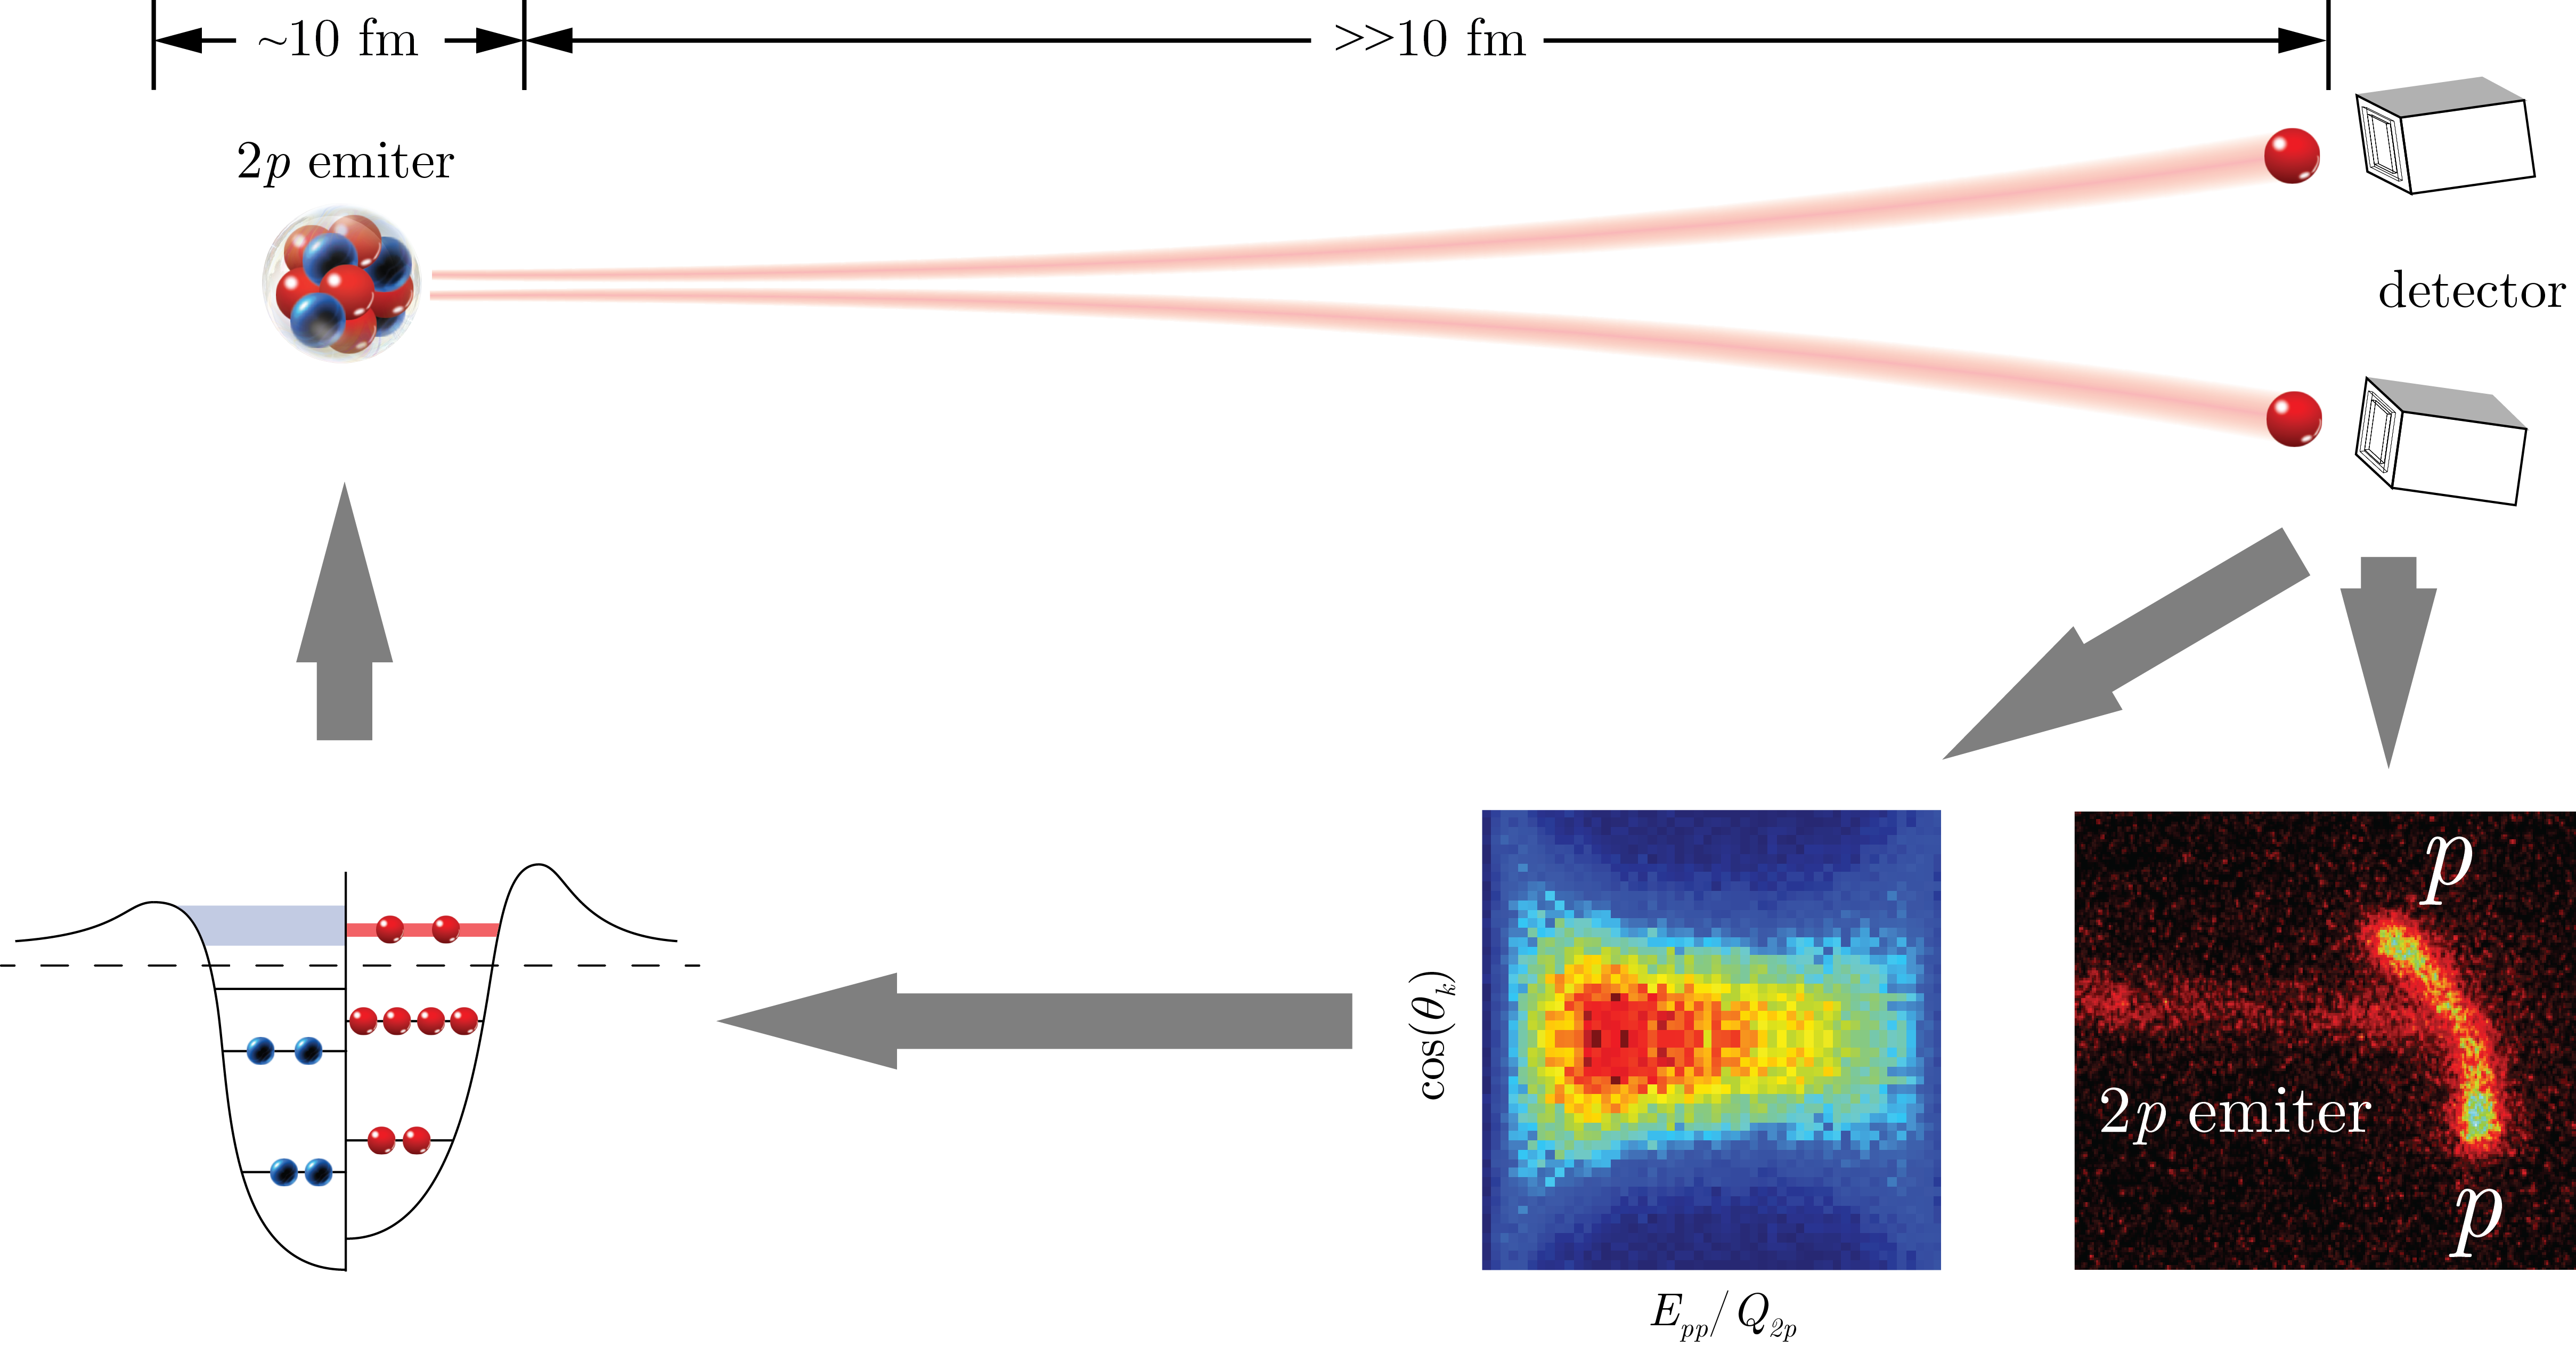 ~10 fm
>>10 fm
2p emiter
detector
cos(θk)
Epp/Q2p
p
2p emiter
p